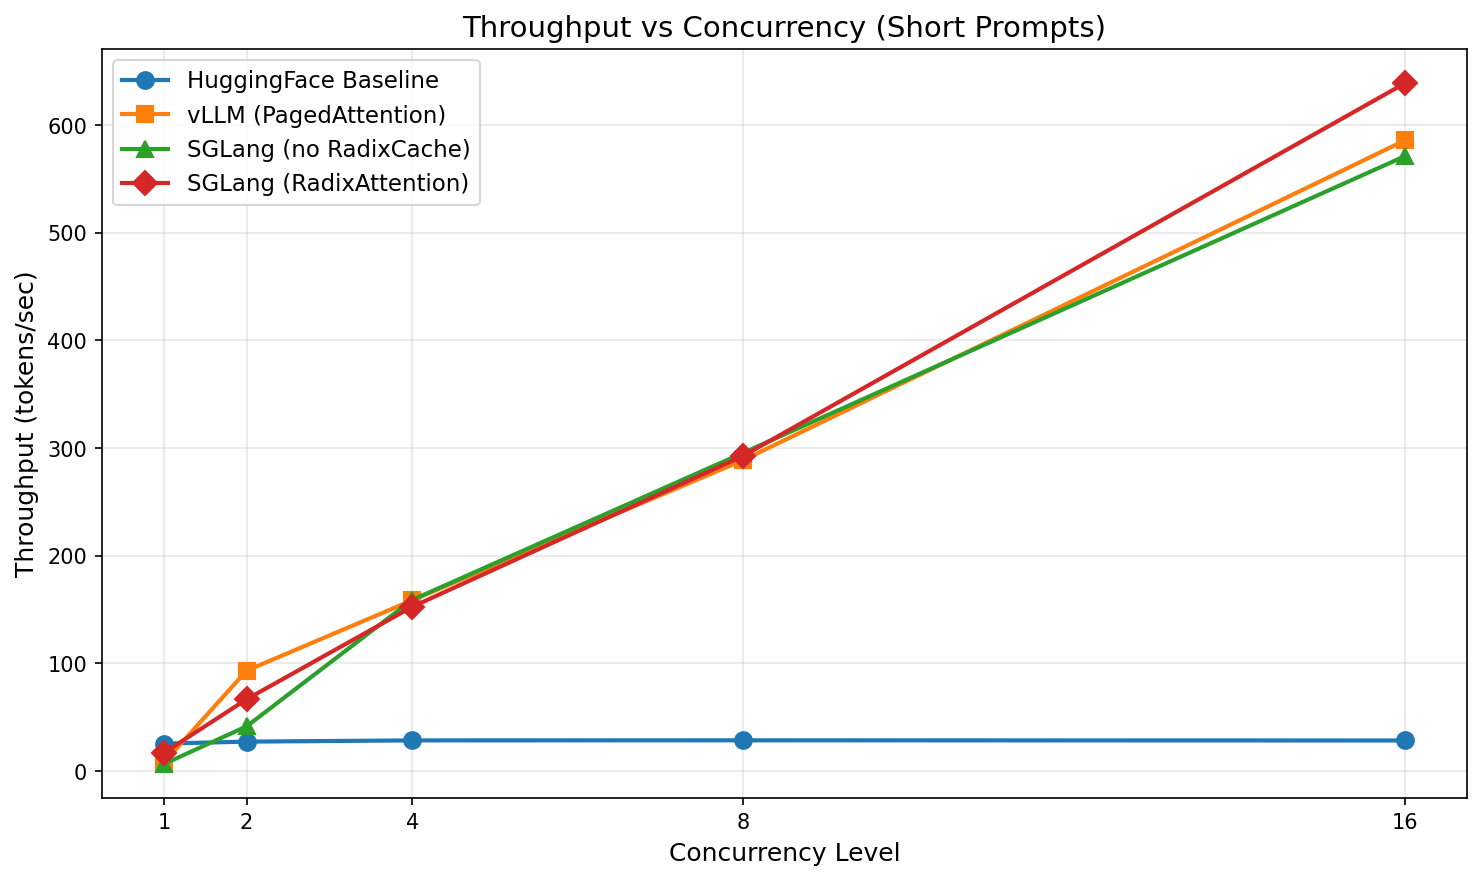 Throughput vs Concurrency (Short Prompts)
HuggingFace Baseline
vLLM (PagedAttention)
SGLang (no RadixCache)
SGLang (RadixAttention)
Throughput (tokens/sec)
600
500
400
300
200
100
0
1 2 4 8 16
Concurrency Level